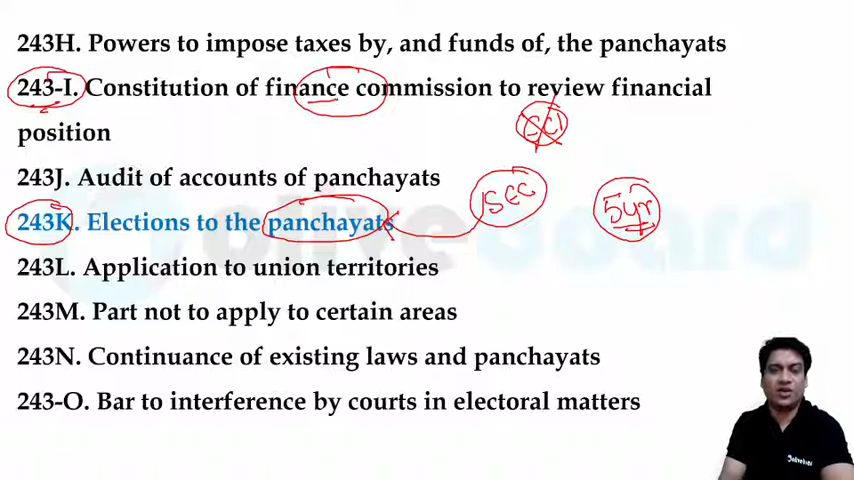 243H. Powers to impose taxes by, and funds of, the panchayats
243-I. Constitution of finance commission to review financial
position
SCI
243J. Audit of accounts of panchayats
SEC
5yr
243K. Elections to the panchayats
oliveboard
243L. Application to union territories
243M. Part not to apply to certain areas
243N. Continuance of existing laws and panchayats
243-O. Bar to interference by courts in electoral matters
oliveboard